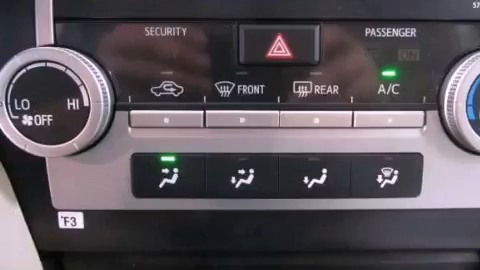 SECURITY
PASSENGER
FRONT
REAR
A/C
LO HI
OFF
F3